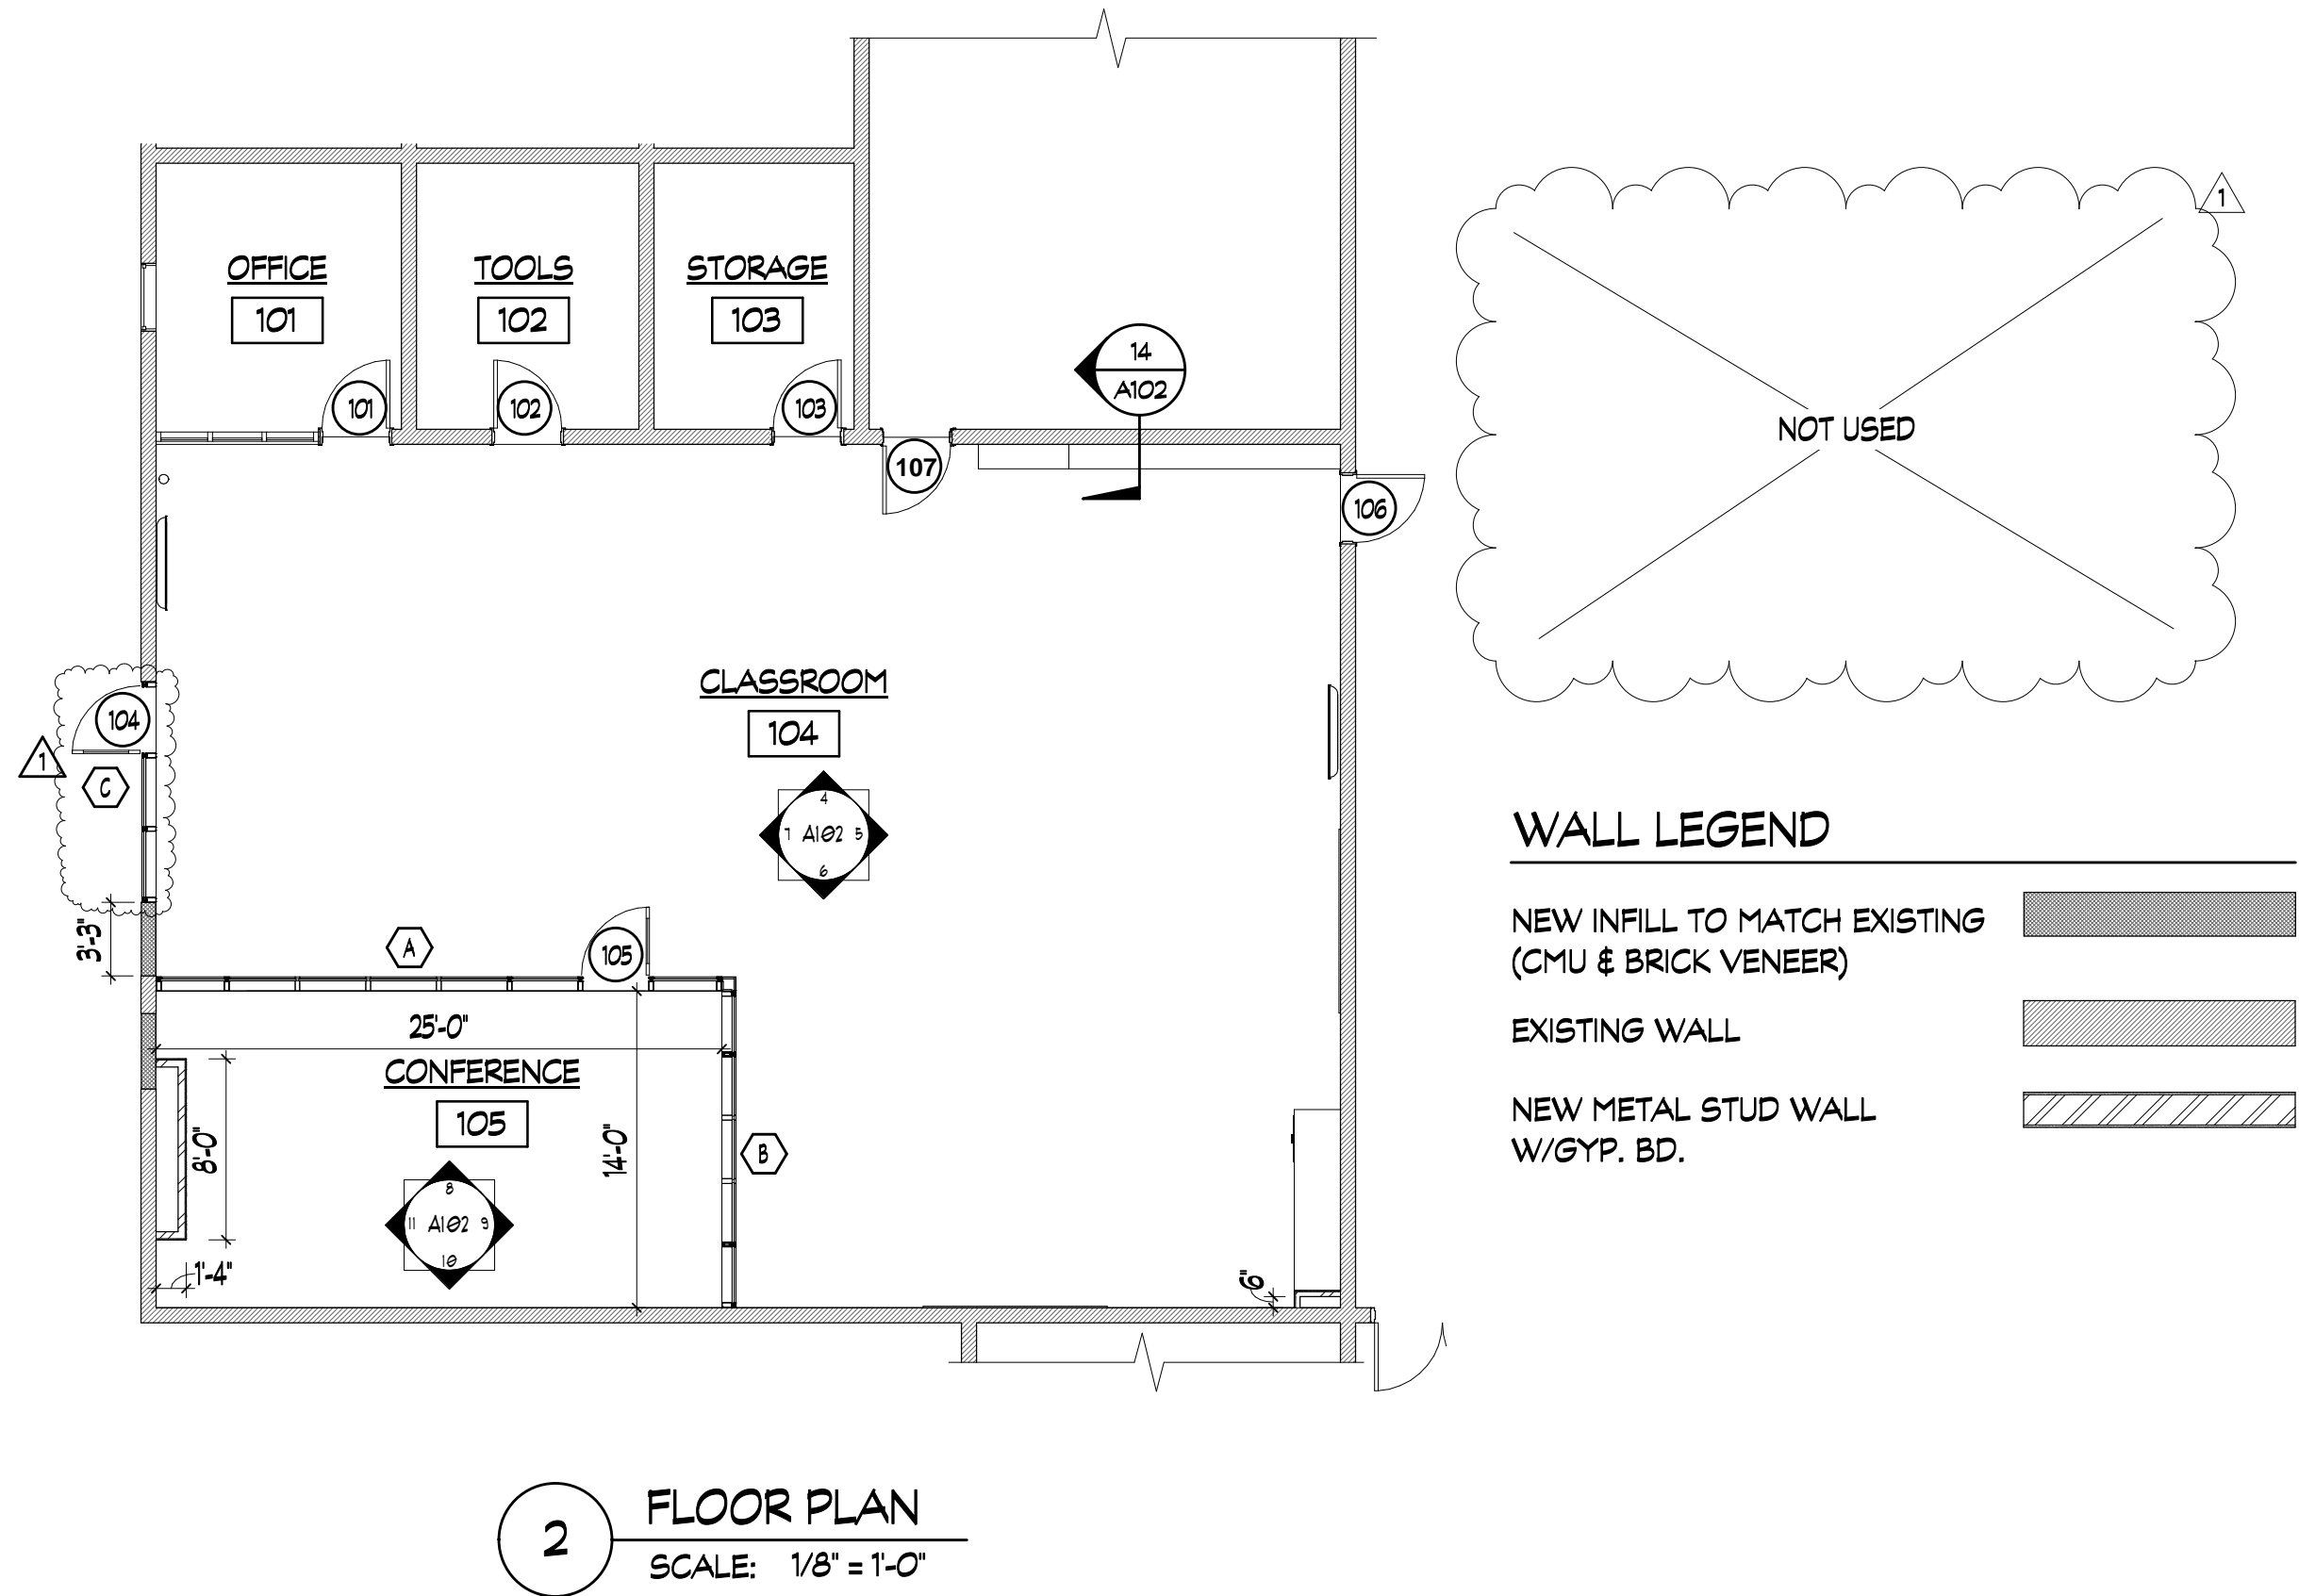 OFFICE
101
TOOLS
102
STORAGE
103
14
A102
1
101
102
103
107
106
NOT USED
CLASSROOM
104
104
1
C
4
7 A102 5
6
WALL LEGEND
NEW INFILL TO MATCH EXISTING
(CMU & BRICK VENEER)
EXISTING WALL
NEW METAL STUD WALL
W/GYP. BD.
3'-3"
A
105
25'-0"
CONFERENCE
105
8'-0"
14'-0"
B
8
11 A102 9
10
1'-4"
6"
2
FLOOR PLAN
SCALE: 1/8" = 1'-0"